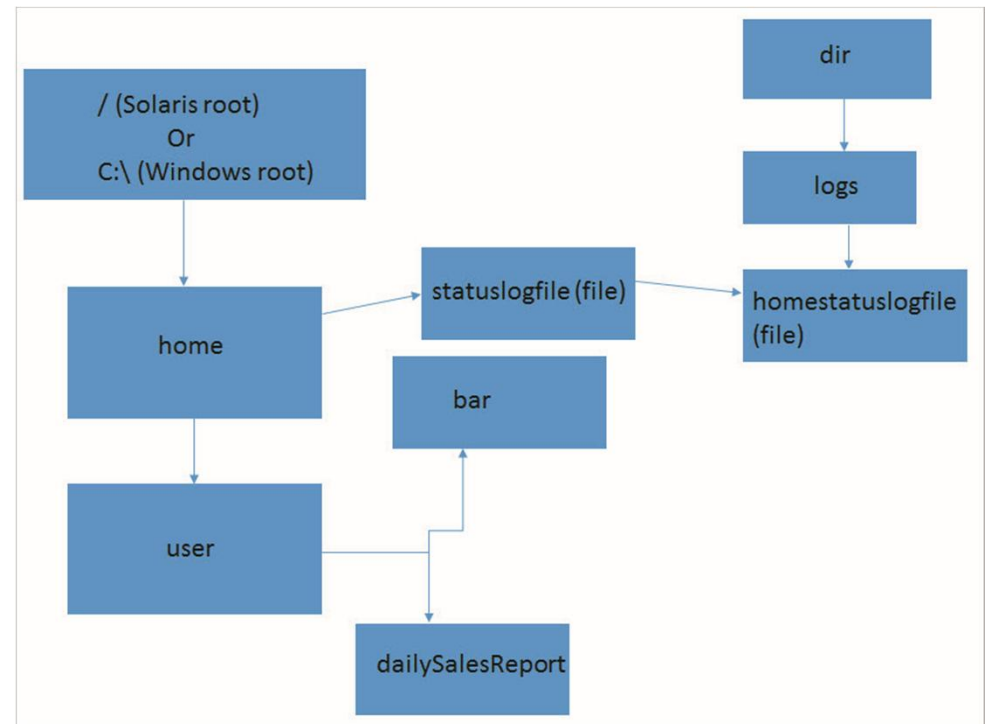 / (Solaris root)
Or
C:\ (Windows root)
dir
logs
statuslogfile (file)
homestatuslogfile
(file)
home
bar
user
dailySalesReport